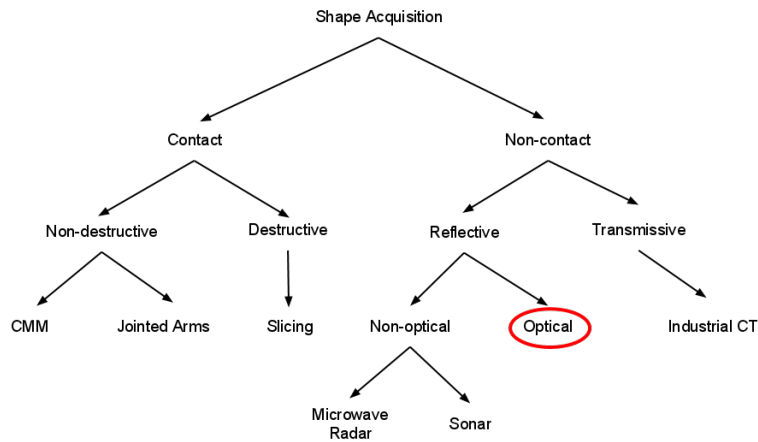 Shape Acquisition
Contact
Non-contact
Non-destructive
Destructive
Reflective
Transmissive
CMM
Jointed Arms
Slicing
Non-optical
Optical
Industrial CT
Microwave
Radar
Sonar